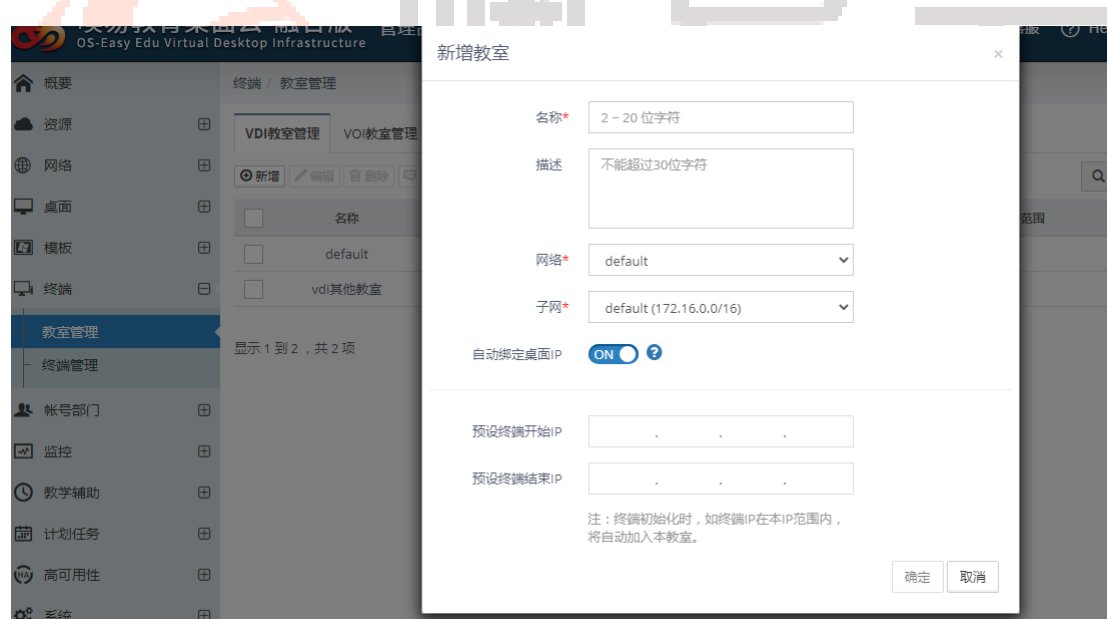 OS-Easy Edu Virtual Desktop Infrastructure
新增教室
×
概要
资源
网络
桌面
模板
终端
教室管理
终端管理
帐号部门
监控
教学辅助
计划任务
高可用性
系统
终端 / 教室管理
VDI教室管理 VOI教室管理
新增 编辑 删除
名称 范围
default
vdi其他教室
显示 1 到 2 , 共 2 项
名称* 2 – 20 位字符
描述 不能超过30位字符
网络* default
子网* default (172.16.0.0/16)
自动绑定桌面IP ON
预设终端开始IP . . .
预设终端结束IP . . .
注:终端初始化时,如终端IP在本IP范围内,
将自动加入本教室。
确定 取消